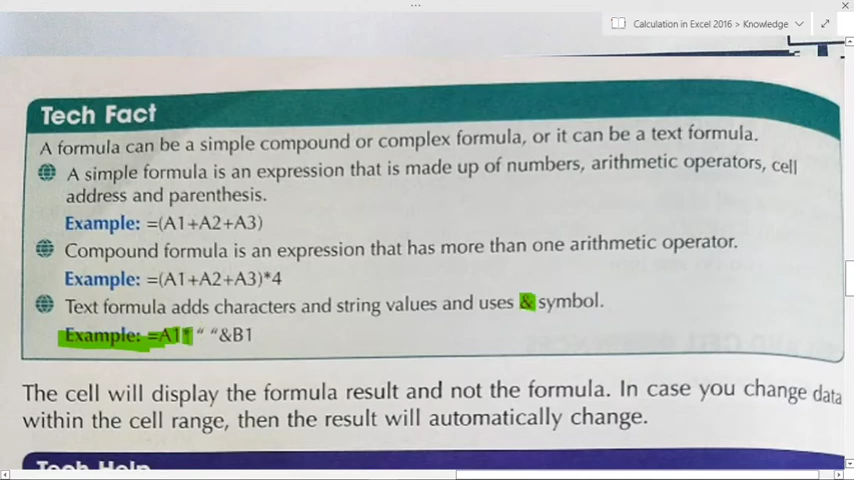 Calculation in Excel 2016 > Knowledge
Tech Fact
A formula can be a simple compound or complex formula, or it can be a text formula.
A simple formula is an expression that is made up of numbers, arithmetic operators, cell
address and parenthesis.
Example: =(A1+A2+A3)
Compound formula is an expression that has more than one arithmetic operator.
Example: =(A1+A2+A3)*4
Text formula adds characters and string values and uses & symbol.
Example: =A1* “ “&B1
The cell will display the formula result and not the formula. In case you change data
within the cell range, then the result will automatically change.
Tech Help